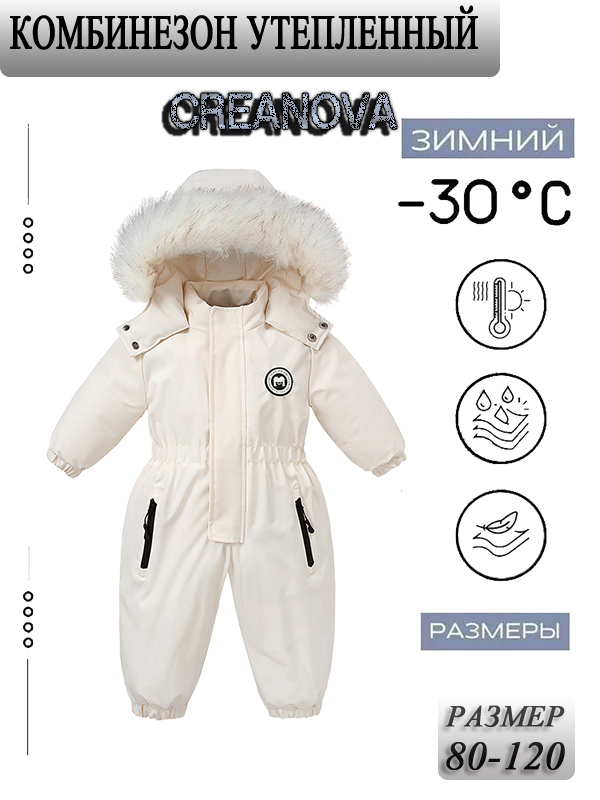 КОМБИНЕЗОН УТЕПЛЕННЫЙ
CREANOVA
ЗИМНИЙ
-30°C
РАЗМЕРЫ
РАЗМЕР
80-120